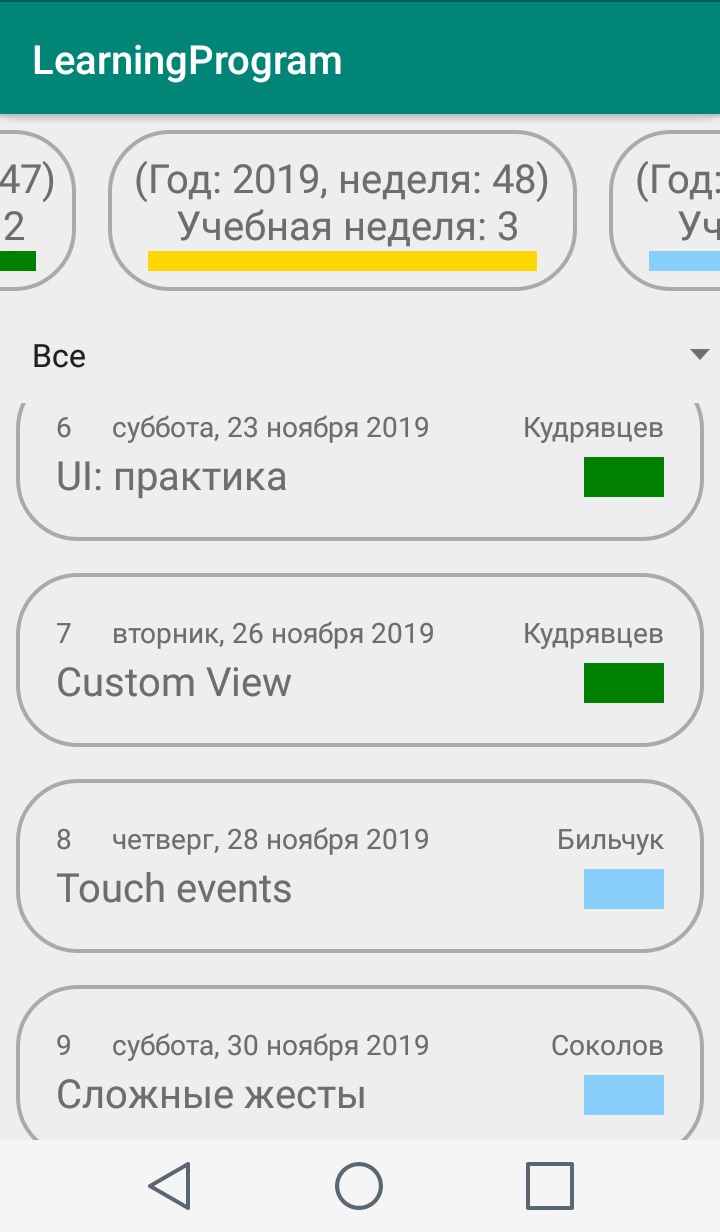 LearningProgram
47)
(Год: 2019, неделя: 48)
(Год:
2
Учебная неделя: 3
Уч
Все
6 суббота, 23 ноября 2019 Кудрявцев
UI: практика
7 вторник, 26 ноября 2019 Кудрявцев
Custom View
8 четверг, 28 ноября 2019 Бильчук
Touch events
9 суббота, 30 ноября 2019 Соколов
Сложные жесты